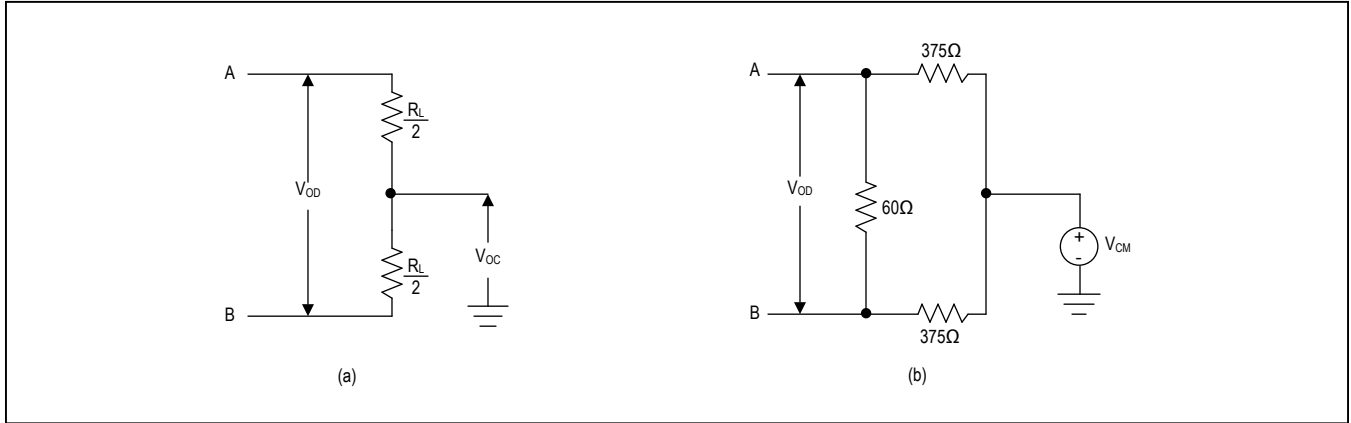 A
R_L
2
V_OD
R_L
2
V_OC
B
(a)
375Ω
A
V_OD
60Ω
+
-
V_CM
B
375Ω
(b)